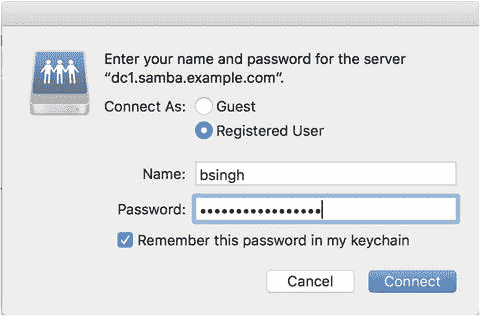 Enter your name and password for the server
“dc1.samba.example.com”.
Connect As: Guest
Registered User
Name: bsingh
Password: •••••••••••••••••
Remember this password in my keychain
Cancel Connect